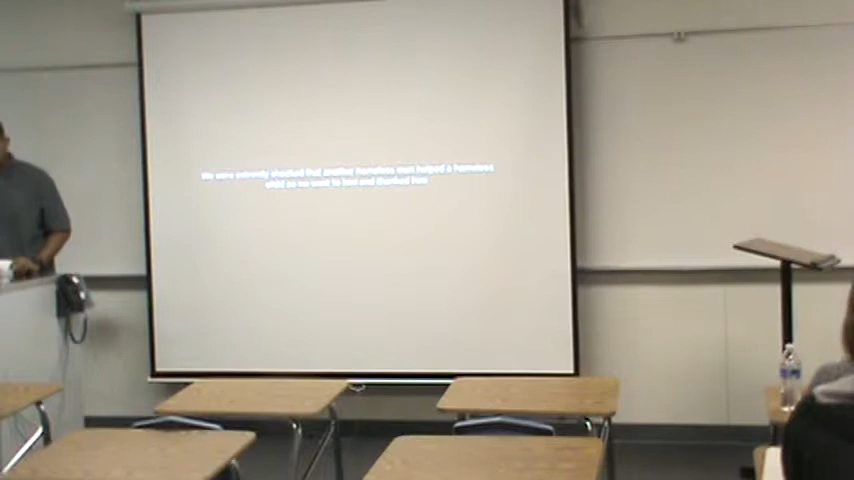 We were extremely shocked that another homeless man helped a homeless
child so we went to him and thanked him